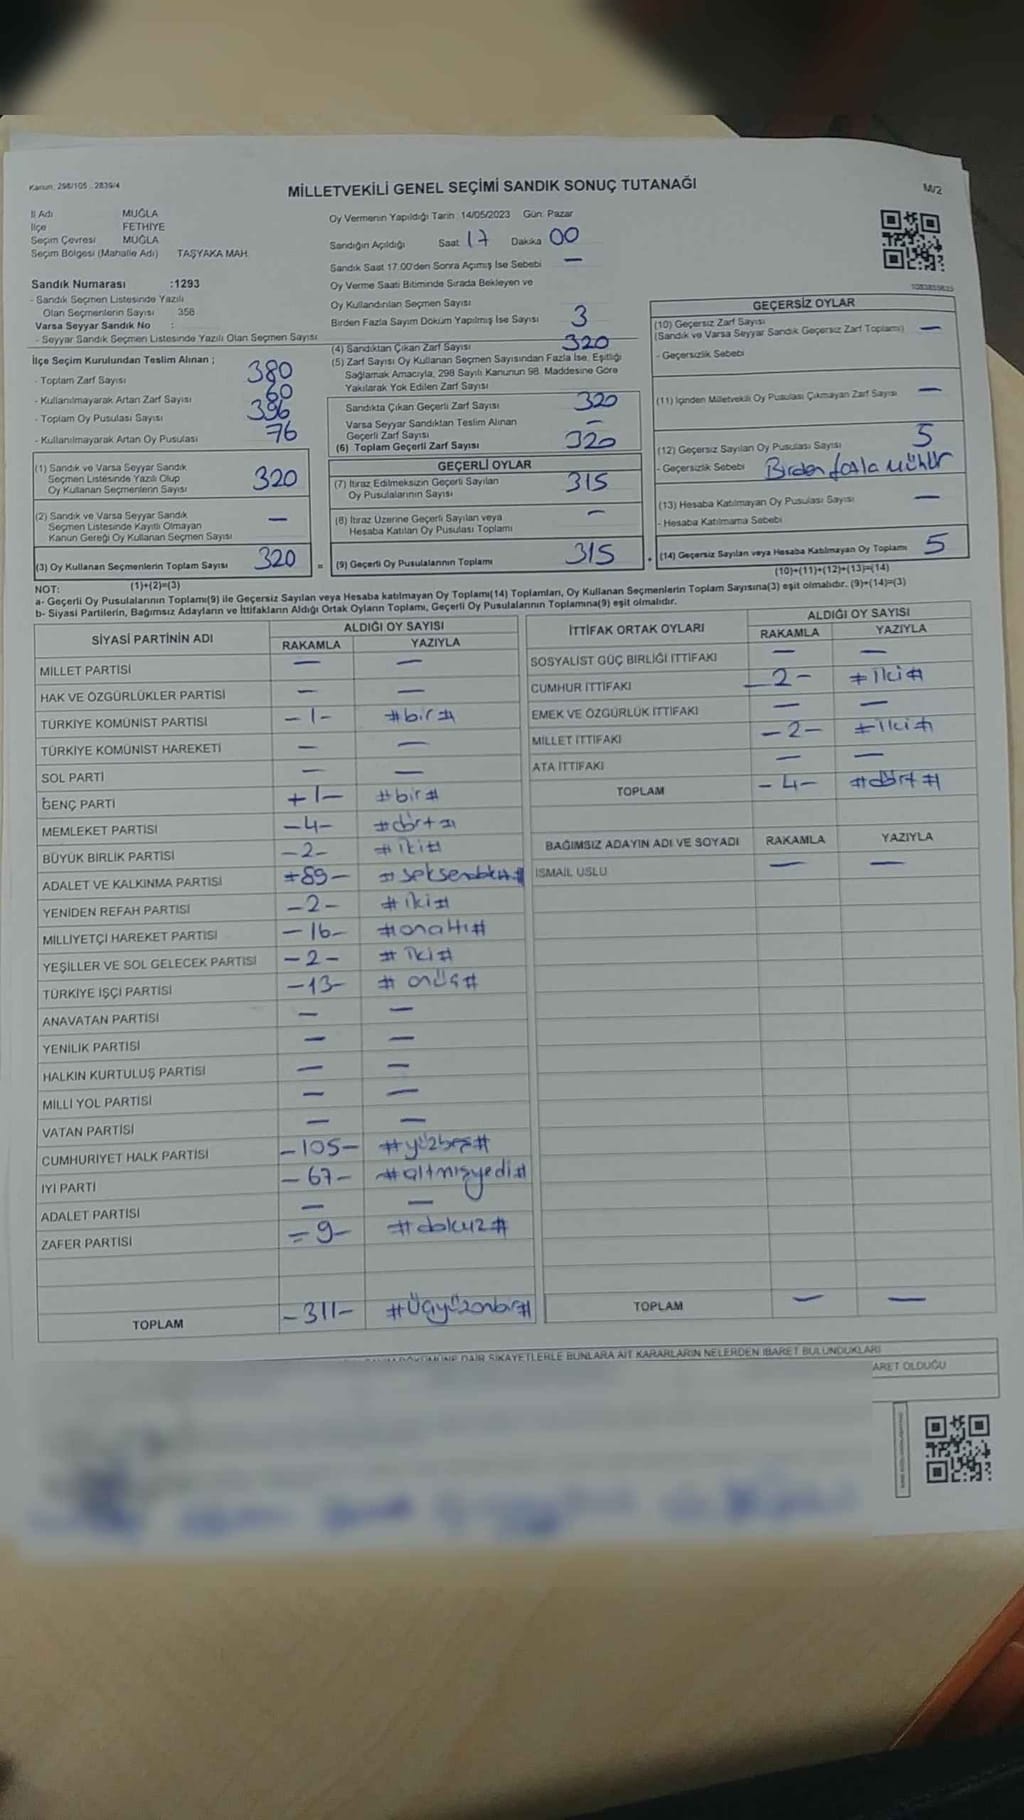 Kanun: 298/105 - 2839/4
MİLLETVEKİLİ GENEL SEÇİMİ SANDIK SONUÇ TUTANAĞI
M/2
İl Adı MUĞLA
İlçe FETHİYE
Seçim Çevresi MUĞLA
Seçim Bölgesi (Mahalle Adı) TAŞYAKA MAH.
Oy Vermenin Yapıldığı Tarih: 14/05/2023 Gün: Pazar
Sandığın Açıldığı Saat 17 Dakika 00
Sandık Saat 17.00'den Sonra Açımış İse Sebebi —
Oy Verme Saati Bitiminde Sırada Bekleyen ve
Oy Kullandırılan Seçmen Sayısı
Birden Fazla Sayım Döküm Yapılmış İse Sayısı 3
Sandık Numarası :1293
- Sandık Seçmen Listesinde Yazılı
Olan Seçmenlerin Sayısı 358
Varsa Seyyar Sandık No :
- Seyyar Sandık Seçmen Listesinde Yazılı Olan Seçmen Sayısı:
İlçe Seçim Kurulundan Teslim Alınan ;
- Toplam Zarf Sayısı 380
- Kullanılmayarak Artan Zarf Sayısı 60
- Toplam Oy Pusulası Sayısı 396
- Kullanılmayarak Artan Oy Pusulası 76
(1) Sandık ve Varsa Seyyar Sandık
Seçmen Listesinde Yazılı Olup
Oy Kullanan Seçmenlerin Sayısı 320
(2) Sandık ve Varsa Seyyar Sandık
Seçmen Listesinde Kayıtlı Olmayan
Kanun Gereği Oy Kullanan Seçmen Sayısı —
(3) Oy Kullanan Seçmenlerin Toplam Sayısı 320
(1)+(2)=(3)
(4) Sandıktan Çıkan Zarf Sayısı 320
(5) Zarf Sayısı Oy Kullanan Seçmen Sayısından Fazla İse, Eşitliği
Sağlamak Amacıyla, 298 Sayılı Kanunun 98. Maddesine Göre
Yakılarak Yok Edilen Zarf Sayısı
Sandıkta Çıkan Geçerli Zarf Sayısı 320
Varsa Seyyar Sandıktan Teslim Alınan
Geçerli Zarf Sayısı —
(6) Toplam Geçerli Zarf Sayısı 320
GEÇERLİ OYLAR
(7) İtiraz Edilmeksizin Geçerli Sayılan
Oy Pusulalarının Sayısı 315
(8) İtiraz Üzerine Geçerli Sayılan veya
Hesaba Katılan Oy Pusulası Toplamı —
= (9) Geçerli Oy Pusulalarının Toplamı 315
GEÇERSİZ OYLAR
(10) Geçersiz Zarf Sayısı
(Sandık ve Varsa Seyyar Sandık Geçersiz Zarf Toplamı) —
- Geçersizlik Sebebi
(11) İçinden Milletvekili Oy Pusulası Çıkmayan Zarf Sayısı —
(12) Geçersiz Sayılan Oy Pusulası Sayısı 5
- Geçersizlik Sebebi Birden fazla Mühür
(13) Hesaba Katılmayan Oy Pusulası Sayısı —
- Hesaba Katılmama Sebebi
+ (14) Geçersiz Sayılan veya Hesaba Katılmayan Oy Toplamı 5
(10)+(11)+(12)+(13)=(14)
NOT:
a- Geçerli Oy Pusulalarının Toplamı(9) ile Geçersiz Sayılan veya Hesaba katılmayan Oy Toplamı(14) Toplamları, Oy Kullanan Seçmenlerin Toplam Sayısına(3) eşit olmalıdır. (9)+(14)=(3)
b- Siyasi Partilerin, Bağımsız Adayların ve İttifakların Aldığı Ortak Oyların Toplamı, Geçerli Oy Pusulalarının Toplamına(9) eşit olmalıdır.
SİYASİ PARTİNİN ADI ALDIĞI OY SAYISI
RAKAMLA YAZIYLA
MİLLET PARTİSİ — —
HAK VE ÖZGÜRLÜKLER PARTİSİ — —
TÜRKİYE KOMÜNİST PARTİSİ -1- #bir#
TÜRKİYE KOMÜNİST HAREKETİ — —
SOL PARTİ — —
GENÇ PARTİ +1- #bir#
MEMLEKET PARTİSİ -4- #dört#
BÜYÜK BİRLİK PARTİSİ -2- #iki#
ADALET VE KALKINMA PARTİSİ -89-
YENİDEN REFAH PARTİSİ -2- #iki#
MİLLİYETÇİ HAREKET PARTİSİ -16- #onaltı#
YEŞİLLER VE SOL GELECEK PARTİSİ -2- #iki#
TÜRKİYE İŞÇİ PARTİSİ -13- #onüç#
ANAVATAN PARTİSİ — —
YENİLİK PARTİSİ — —
HALKIN KURTULUŞ PARTİSİ — —
MİLLİ YOL PARTİSİ — —
VATAN PARTİSİ — —
CUMHURİYET HALK PARTİSİ -105- #yüzbeş#
İYİ PARTİ -67- #altmışyedi#
ADALET PARTİSİ — —
ZAFER PARTİSİ =9- #dokuz#
TOPLAM -311- #Üçyüzonbir#
İTTİFAK ORTAK OYLARI ALDIĞI OY SAYISI
RAKAMLA YAZIYLA
SOSYALİST GÜÇ BİRLİĞİ İTTİFAKI — —
CUMHUR İTTİFAKI -2- #iki#
EMEK VE ÖZGÜRLÜK İTTİFAKI — —
MİLLET İTTİFAKI -2- #iki#
ATA İTTİFAKI — —
TOPLAM -4- #dört#
BAĞIMSIZ ADAYIN ADI VE SOYADI RAKAMLA YAZIYLA
İSMAİL USLU — —
TOPLAM — —
DÖKÜMÜNE DAİR ŞİKAYETLERLE BUNLARA AİT KARARLARIN NELERDEN İBARET BULUNDUKLARI
OLDUĞU